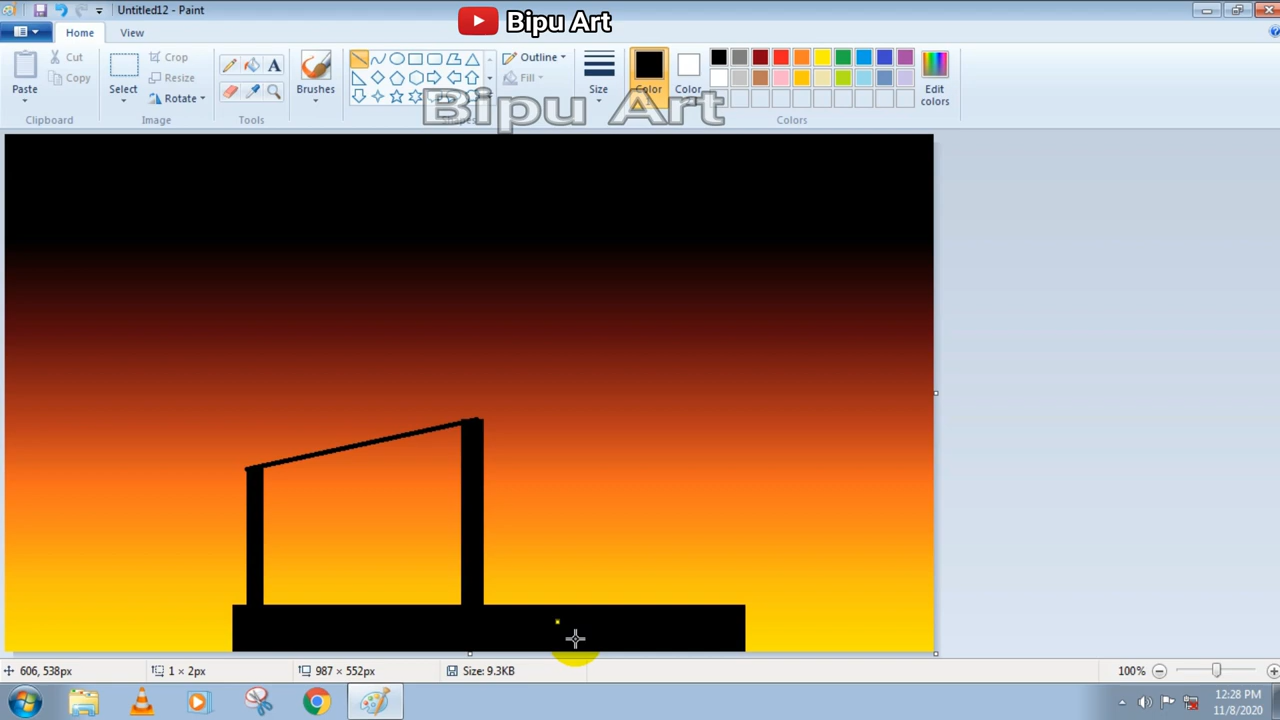 Untitled12 - Paint
Bipu Art
Home
View
Paste
Cut
Copy
Clipboard
Select
Crop
Resize
Rotate
Image
A
Tools
Brushes
Outline
Fill
Shapes
Bipu Art
Size
Color
Color
Edit
colors
Colors
606, 538px
1 × 2px
987 × 552px
Size: 9.3KB
100%
12:28 PM
11/8/2020